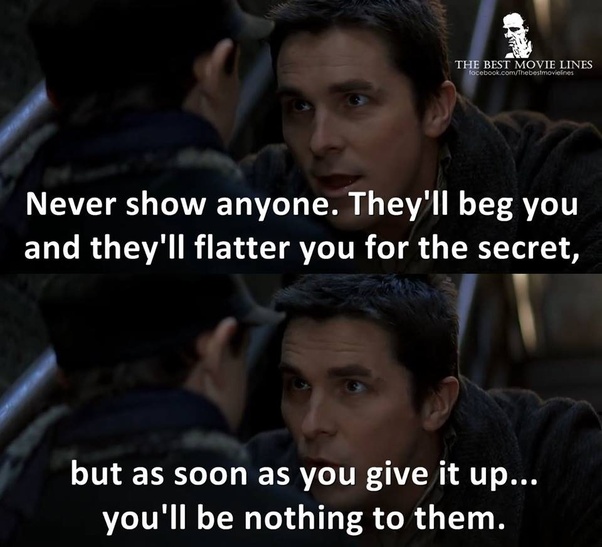 THE BEST MOVIE LINES
facebook.com/Thebestmovielines
Never show anyone. They'll beg you
and they'll flatter you for the secret,
but as soon as you give it up...
you'll be nothing to them.